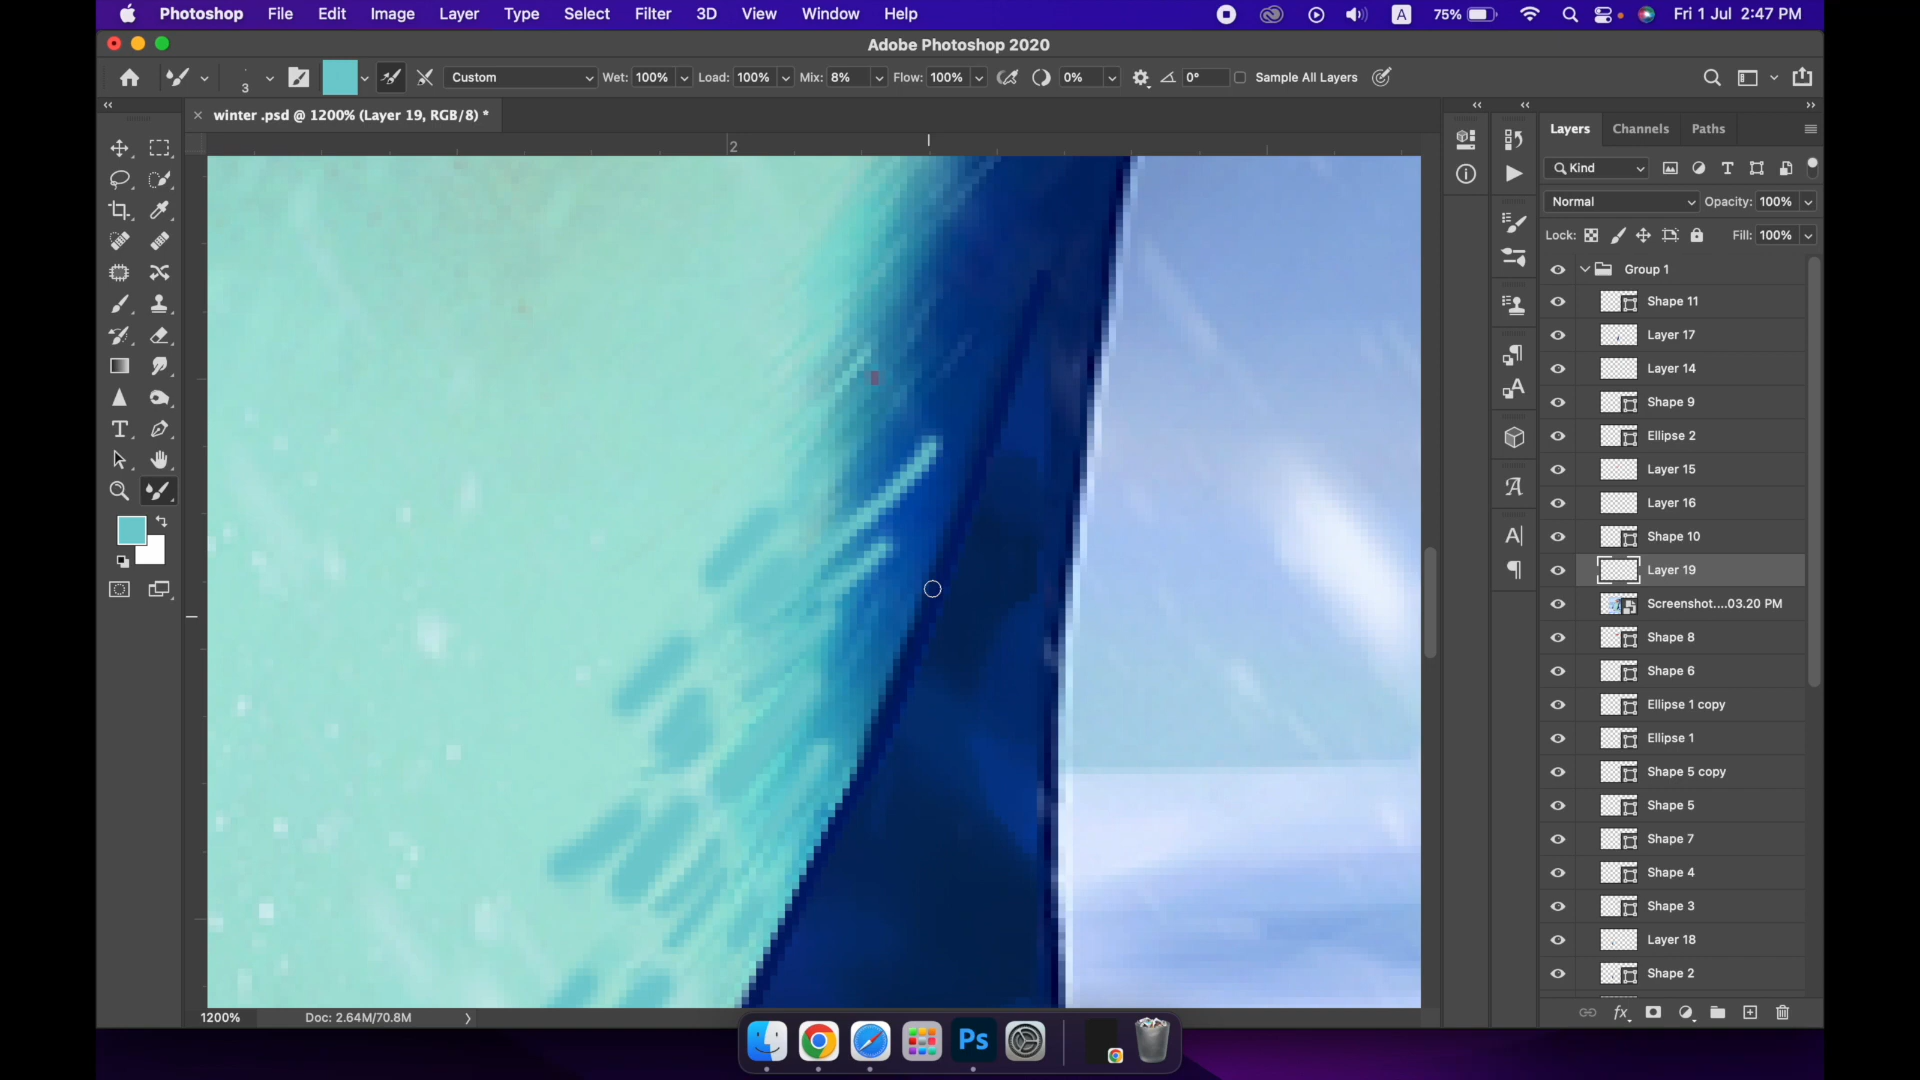 Photoshop File Edit Image Layer Type Select Filter 3D View Window Help A 75% Fri 1 Jul 2:47 PM
Adobe Photoshop 2020
3 Custom Wet: 100% Load: 100% Mix: 8% Flow: 100% 0% 0° Sample All Layers
winter .psd @ 1200% (Layer 19, RGB/8) *
Layers Channels Paths
2
Kind
Normal Opacity: 100%
Lock: Fill: 100%
Group 1
Shape 11
Layer 17
Layer 14
Shape 9
Ellipse 2
Layer 15
Layer 16
Shape 10
Layer 19
Screenshot....03.20 PM
Shape 8
Shape 6
Ellipse 1 copy
Ellipse 1
Shape 5 copy
Shape 5
Shape 7
Shape 4
Shape 3
Layer 18
Shape 2
1200% Doc: 2.64M/70.8M
Ps